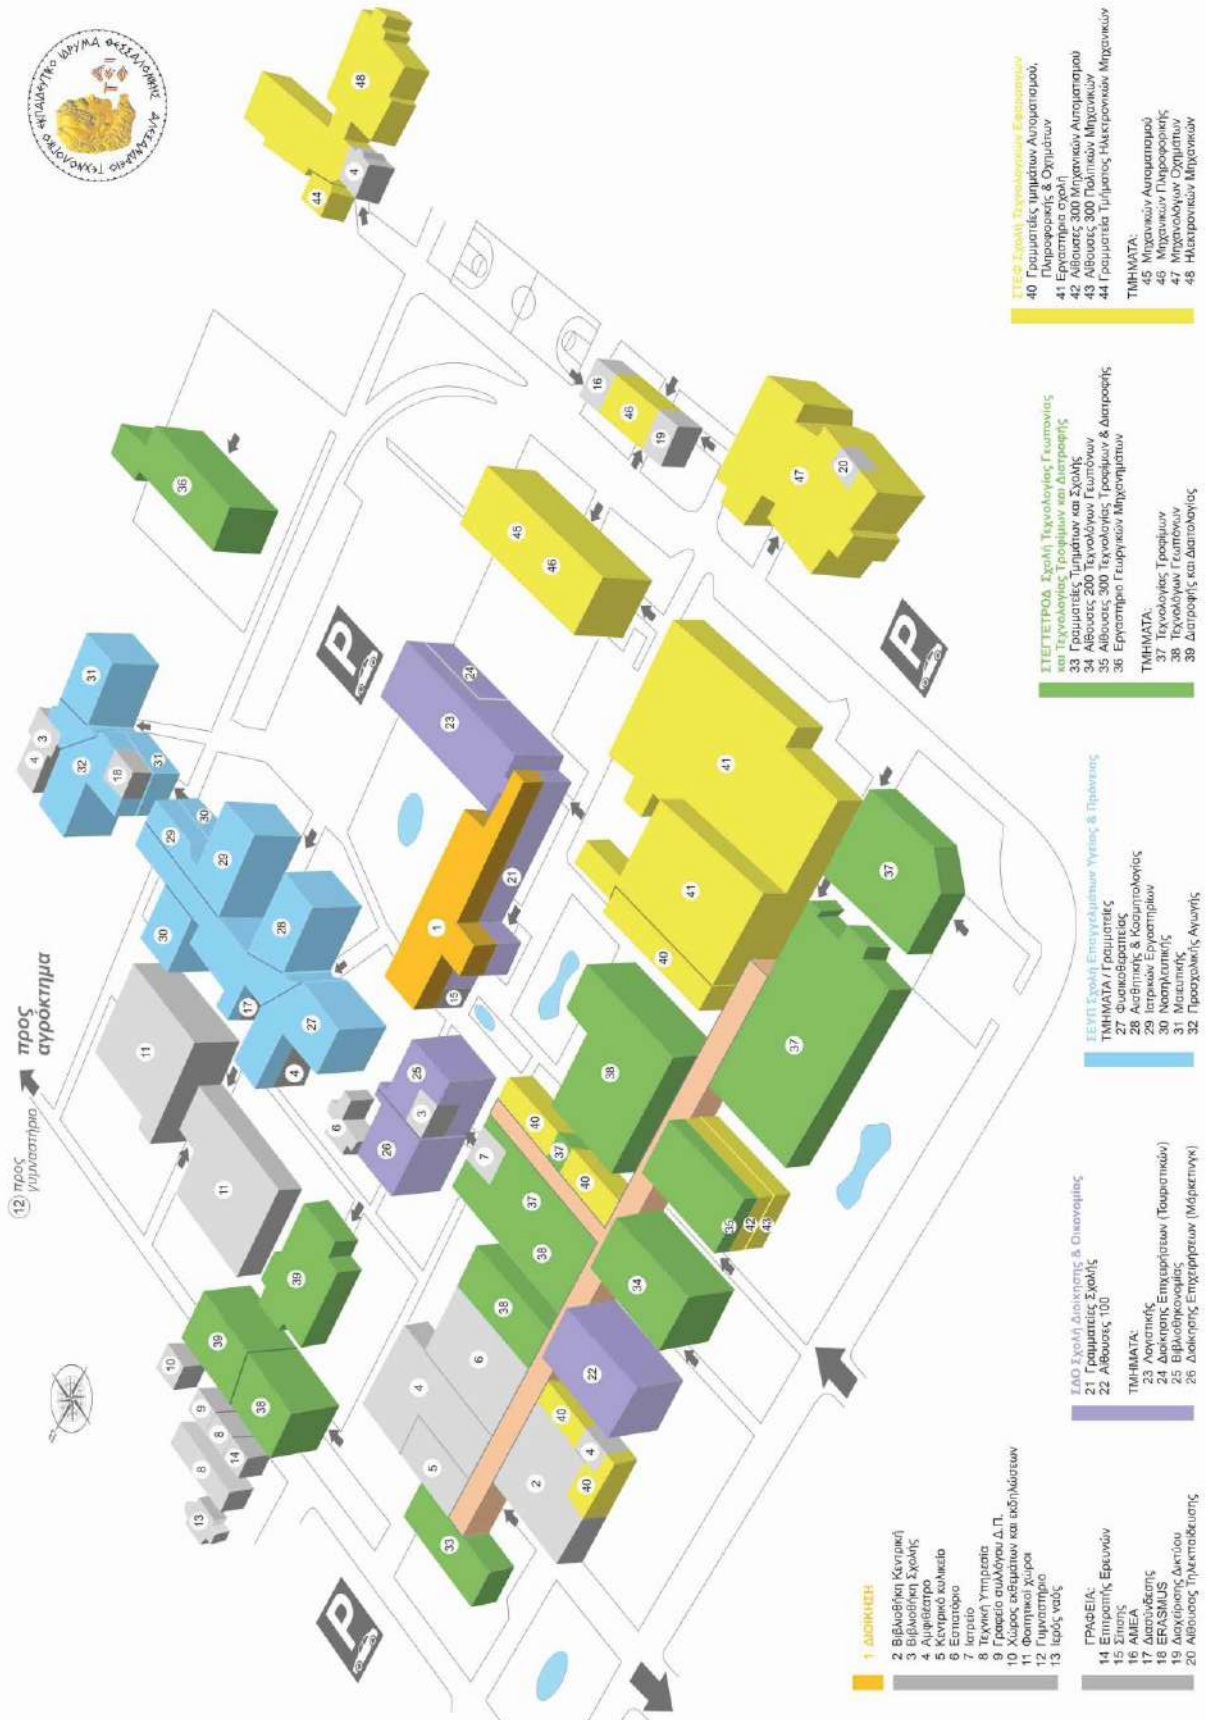 ΑΛΕΞΑΝΔΡΕΙΟ ΤΕΧΝΟΛΟΓΙΚΟ ΕΚΠΑΙΔΕΥΤΙΚΟ ΙΔΡΥΜΑ ΘΕΣΣΑΛΟΝΙΚΗΣ
ΤΕΙ
12 προς
γυμναστήριο
προς
αγρόκτημα
P
P
P
1 ΔΙΟΙΚΗΣΗ
2 Βιβλιοθήκη Κεντρική
3 Βιβλιοθήκη Σχολής
4 Αμφιθέατρο
5 Κεντρικό κυλικείο
6 Εστιατόριο
7 Ιατρείο
8 Τεχνική Υπηρεσία
9 Γραφείο συλλόγου Δ.Π.
10 Χώρος εκθεμάτων και εκδηλώσεων
11 Φοιτητικοί χώροι
12 Γυμναστήριο
13 Ιερός ναός
ΓΡΑΦΕΙΑ:
14 Επιτροπής Ερευνών
15 Σίτισης
16 ΑΜΕΑ
17 Διασύνδεσης
18 ERASMUS
19 Διαχείρισης Δικτύου
20 Αίθουσας Τηλεκπαίδευσης
ΣΔΟ Σχολή Διοίκησης & Οικονομίας
21 Γραμματείες Σχολής
22 Αίθουσες 100
ΤΜΗΜΑΤΑ:
23 Λογιστικής
24 Διοίκησης Επιχειρήσεων (Τουριστικών)
25 Βιβλιοθηκονομίας
26 Διοίκησης Επιχειρήσεων (Μάρκετινγκ)
ΣΕΥΠ Σχολή Επαγγελμάτων Υγείας & Πρόνοιας
ΤΜΗΜΑΤΑ / Γραμματείες
27 Φυσικοθεραπείας
28 Αισθητικής & Κοσμητολογίας
29 Ιατρικών Εργαστηρίων
30 Νοσηλευτικής
31 Μαιευτικής
32 Προσχολικής Αγωγής
ΣΤΕΓΤΕΤΡΟΔ Σχολή Τεχνολογίας Γεωπονίας
και Τεχνολογίας Τροφίμων και Διατροφής
33 Γραμματείες Τμημάτων και Σχολής
34 Αίθουσες 200 Τεχνολόγων Γεωπόνων
35 Αίθουσες 300 Τεχνολογίας Τροφίμων & Διατροφής
36 Εργαστήριο Γεωργικών Μηχανημάτων
ΤΜΗΜΑΤΑ:
37 Τεχνολογίας Τροφίμων
38 Τεχνολόγων Γεωπόνων
39 Διατροφής και Διαιτολογίας
ΣΤΕΦ Σχολή Τεχνολογικών Εφαρμογών
40 Γραμματείες τμημάτων Αυτοματισμού,
Πληροφορικής & Οχημάτων
41 Εργαστήρια σχολή
42 Αίθουσες 300 Μηχανικών Αυτοματισμού
43 Αίθουσες 300 Πολιτικών Μηχανικών
44 Γραμματεία Τμήματος Ηλεκτρονικών Μηχανικών
ΤΜΗΜΑΤΑ:
45 Μηχανικών Αυτοματισμού
46 Μηχανικών Πληροφορικής
47 Μηχανολόγων Οχημάτων
48 Ηλεκτρονικών Μηχανικών